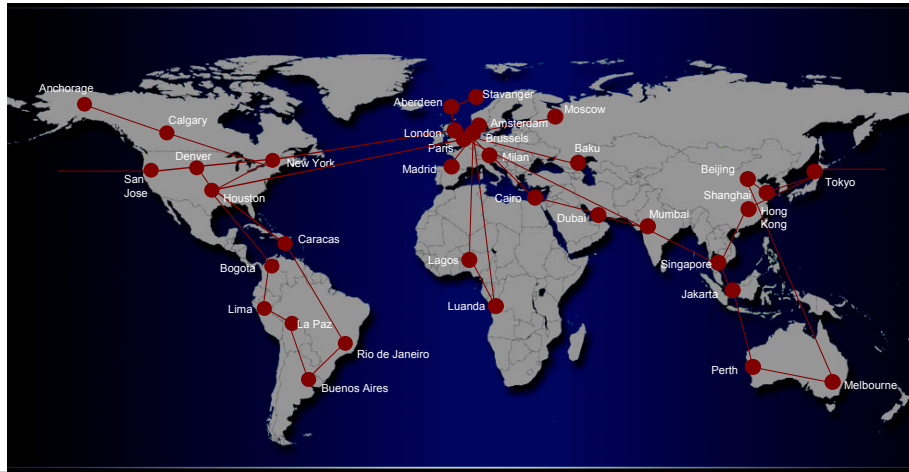 Anchorage
Calgary
Denver
New York
San
Jose
Houston
Caracas
Bogota
Lima
La Paz
Rio de Janeiro
Buenos Aires
Stavanger
Aberdeen
Moscow
London
Amsterdam
Paris
Brussels
Milan
Madrid
Baku
Cairo
Dubai
Mumbai
Lagos
Luanda
Beijing
Tokyo
Shanghai
Hong
Kong
Singapore
Jakarta
Perth
Melbourne